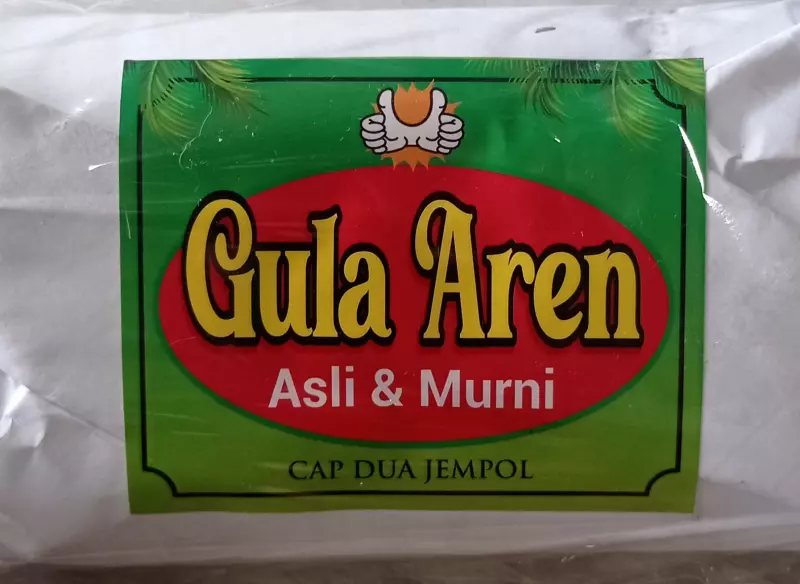 Gula Aren
Asli & Murni
CAP DUA JEMPOL